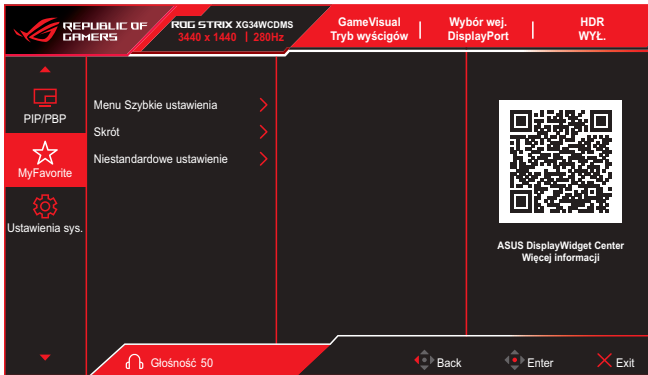 REPUBLIC OF
GAMERS
ROG STRIX XG34WCDMS
3440 x 1440 | 280Hz
GameVisual
Tryb wyścigów
Wybór wej.
DisplayPort
HDR
WYŁ.
PIP/PBP
MyFavorite
Ustawienia sys.
Menu Szybkie ustawienia
Skrót
Niestandardowe ustawienie
ASUS DisplayWidget Center
Więcej informacji
Głośność 50
Back
Enter
Exit